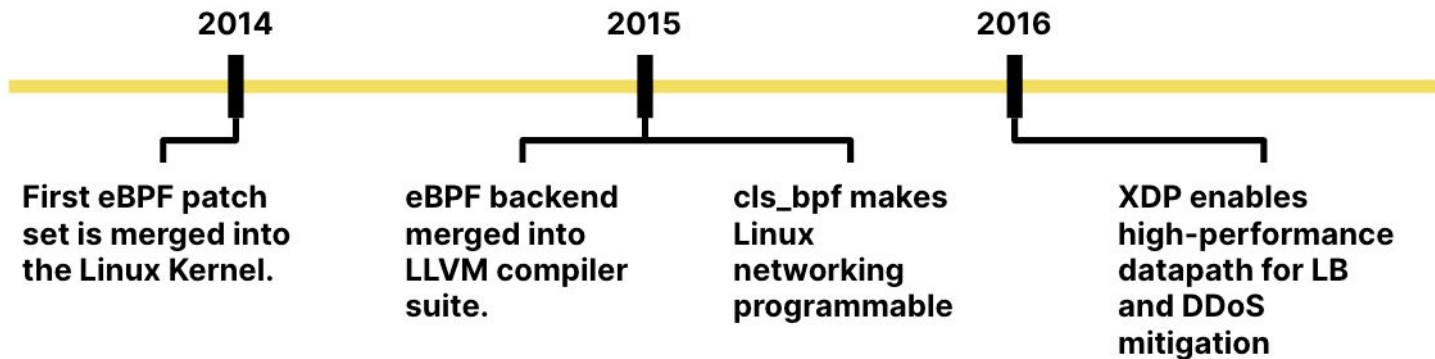 2014
2015
2016
First eBPF patch
set is merged into
the Linux Kernel.
eBPF backend
merged into
LLVM compiler
suite.
cls_bpf makes
Linux
networking
programmable
XDP enables
high-performance
datapath for LB
and DDoS
mitigation